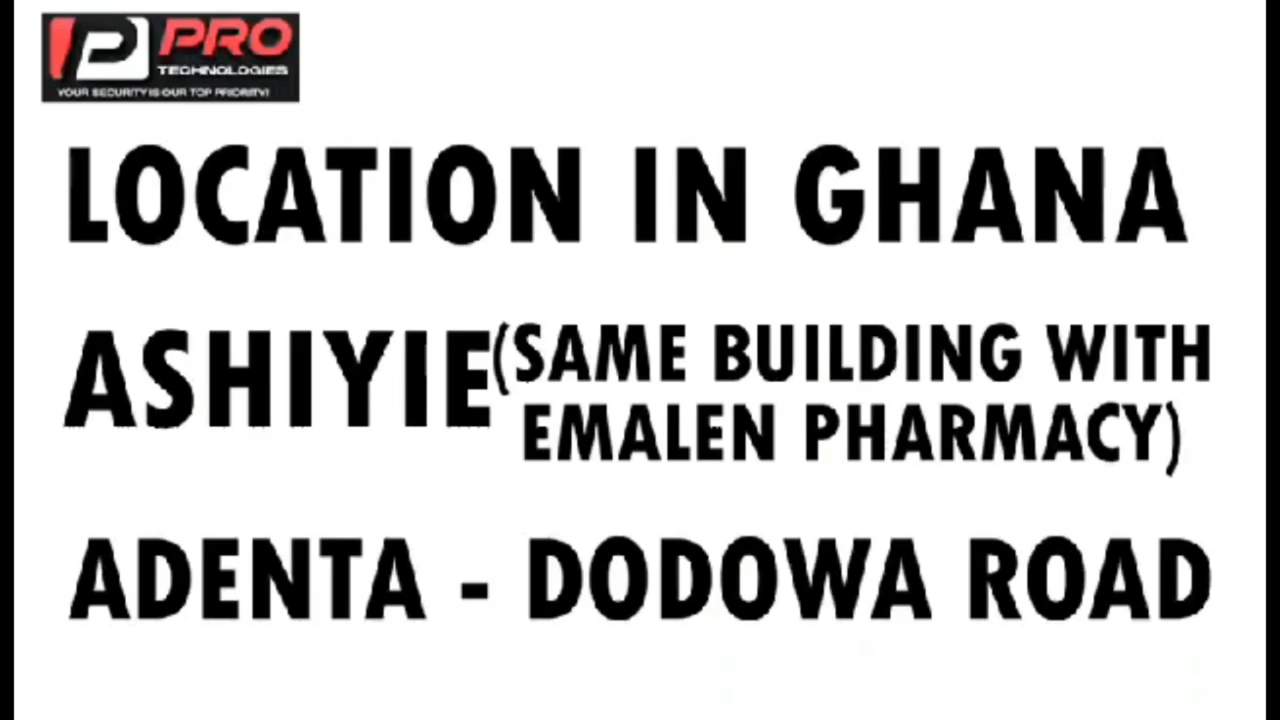 PRO
TECHNOLOGIES
YOUR SECURITY IS OUR TOP PRIORITY!
LOCATION IN GHANA
ASHIYIE (SAME BUILDING WITH
EMALEN PHARMACY)
ADENTA - DODOWA ROAD